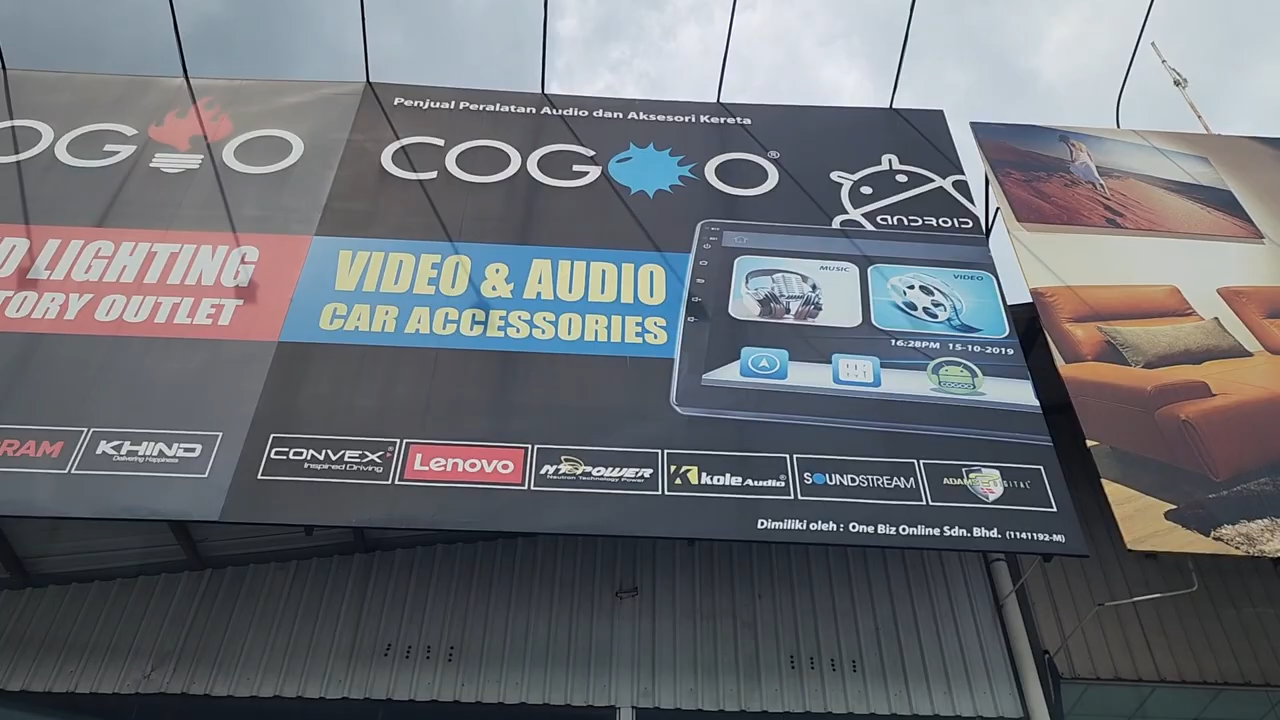 Penjual Peralatan Audio dan Aksesori Kereta
OGOO
COGOO®
ANDROID
D LIGHTING
TORY OUTLET
VIDEO & AUDIO
CAR ACCESSORIES
MUSIC
VIDEO
16:28PM 15-10-2019
COGOO
RAM
KHIND
Delivering Happiness
CONVEX
Inspired Driving
Lenovo
NTPOWER
Neutron Technology Power
K kole Audio®
SOUNDSTREAM
Dimiliki oleh : One Biz Online Sdn. Bhd. (1141192-M)